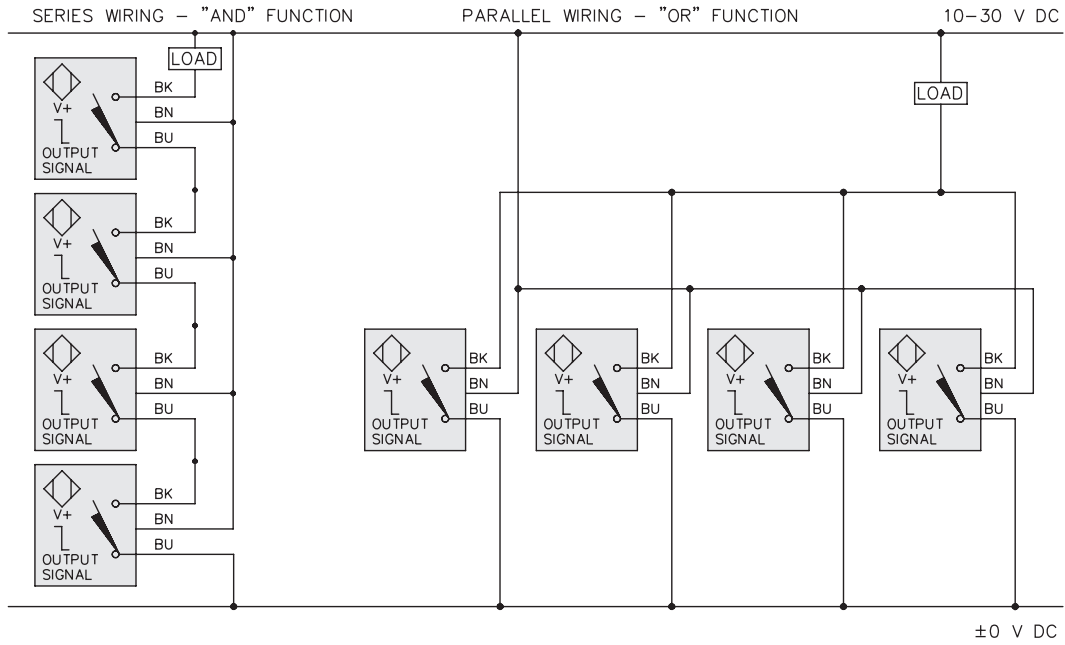 SERIES WIRING – "AND" FUNCTION
PARALLEL WIRING – "OR" FUNCTION
10–30 V DC
LOAD
BK
V+
BN
BU
OUTPUT
SIGNAL
BK
V+
BN
BU
OUTPUT
SIGNAL
BK
V+
BN
BU
OUTPUT
SIGNAL
BK
V+
BN
BU
OUTPUT
SIGNAL
LOAD
BK
V+
BN
BU
OUTPUT
SIGNAL
BK
V+
BN
BU
OUTPUT
SIGNAL
BK
V+
BN
BU
OUTPUT
SIGNAL
BK
V+
BN
BU
OUTPUT
SIGNAL
±0 V DC